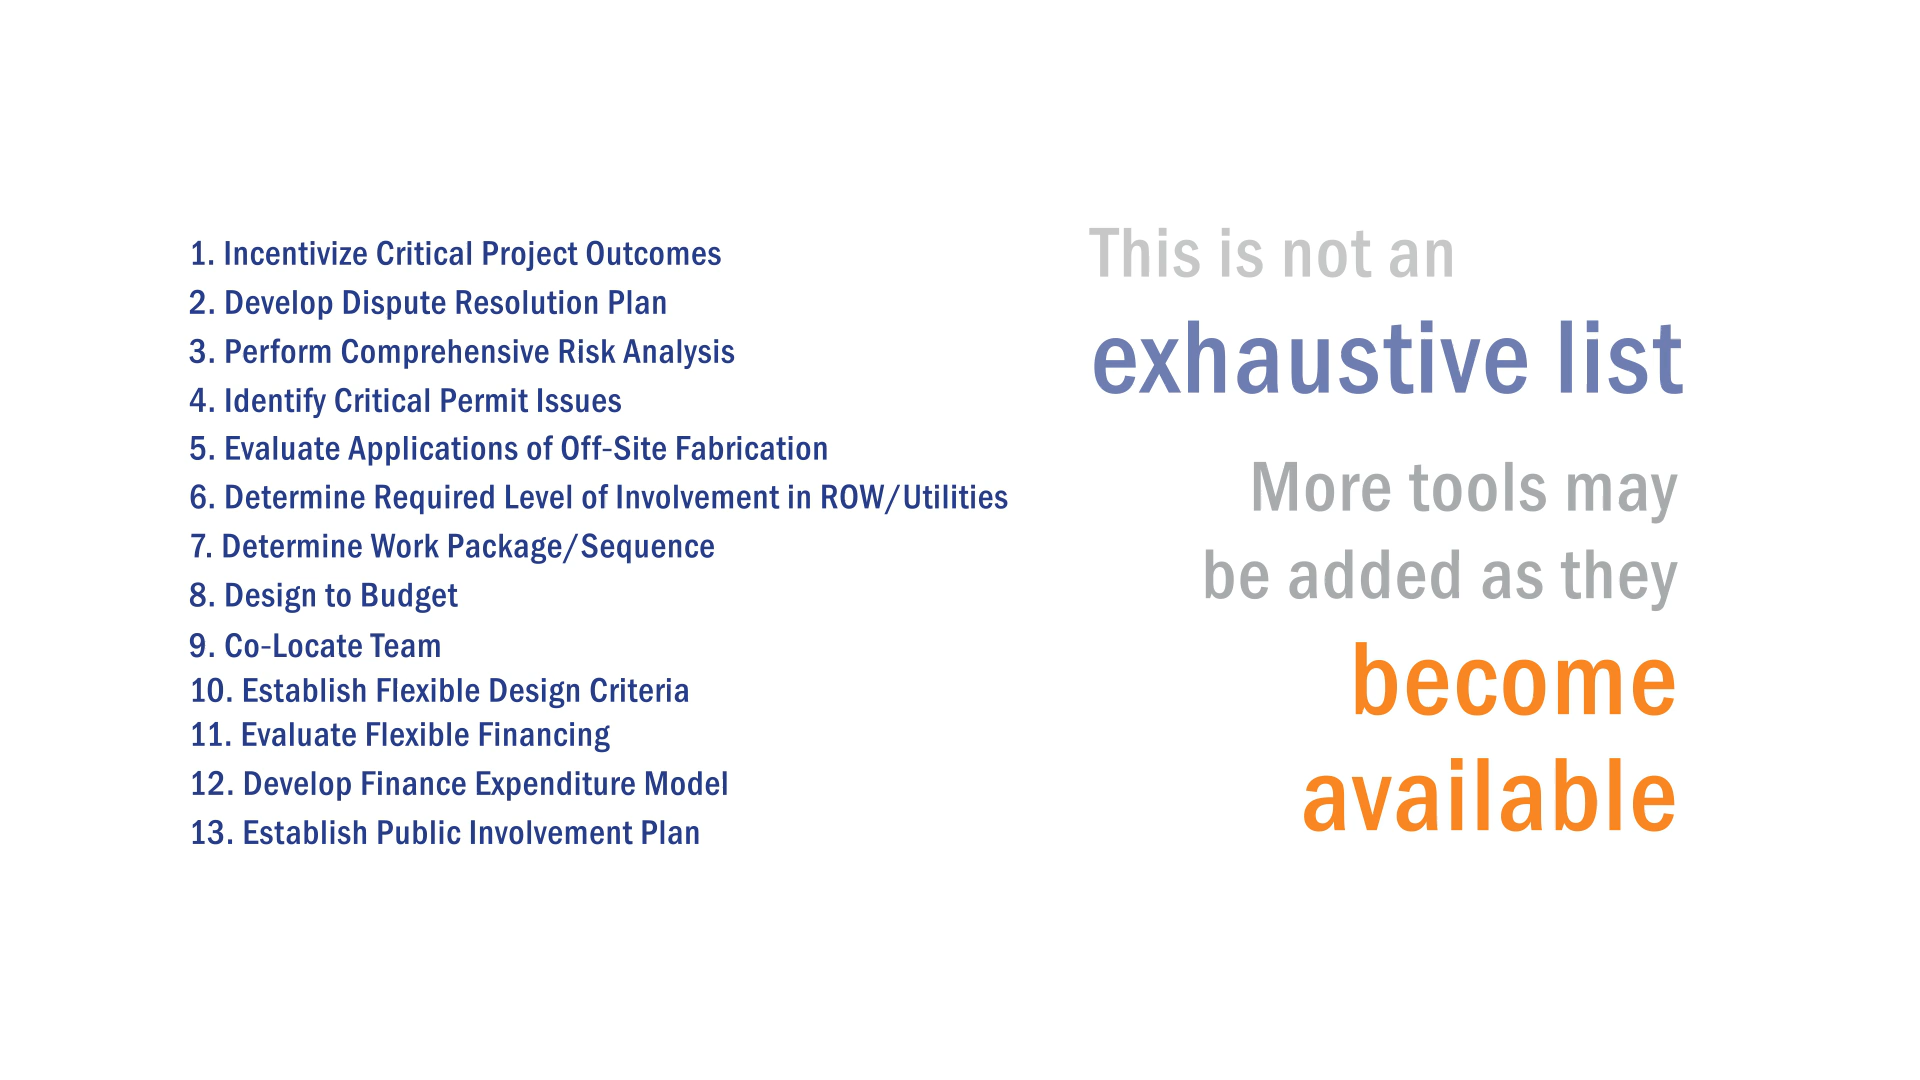 1. Incentivize Critical Project Outcomes
2. Develop Dispute Resolution Plan
3. Perform Comprehensive Risk Analysis
4. Identify Critical Permit Issues
5. Evaluate Applications of Off-Site Fabrication
6. Determine Required Level of Involvement in ROW/Utilities
7. Determine Work Package/Sequence
8. Design to Budget
9. Co-Locate Team
10. Establish Flexible Design Criteria
11. Evaluate Flexible Financing
12. Develop Finance Expenditure Model
13. Establish Public Involvement Plan
This is not an
exhaustive list
More tools may
be added as they
become
available